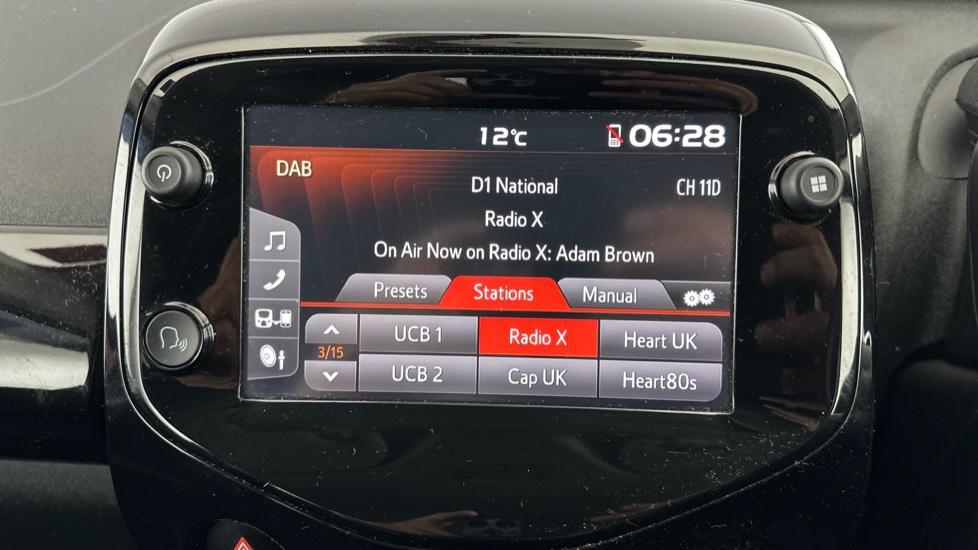 12°C 06:28
DAB
D1 National CH 11D
Radio X
On Air Now on Radio X: Adam Brown
Presets Stations Manual
UCB 1 Radio X Heart UK
3/15
UCB 2 Cap UK Heart80s